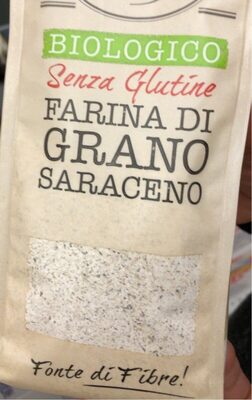 BIOLOGICO
Senza Glutine
FARINA DI
GRANO
SARACENO
Fonte di Fibre!